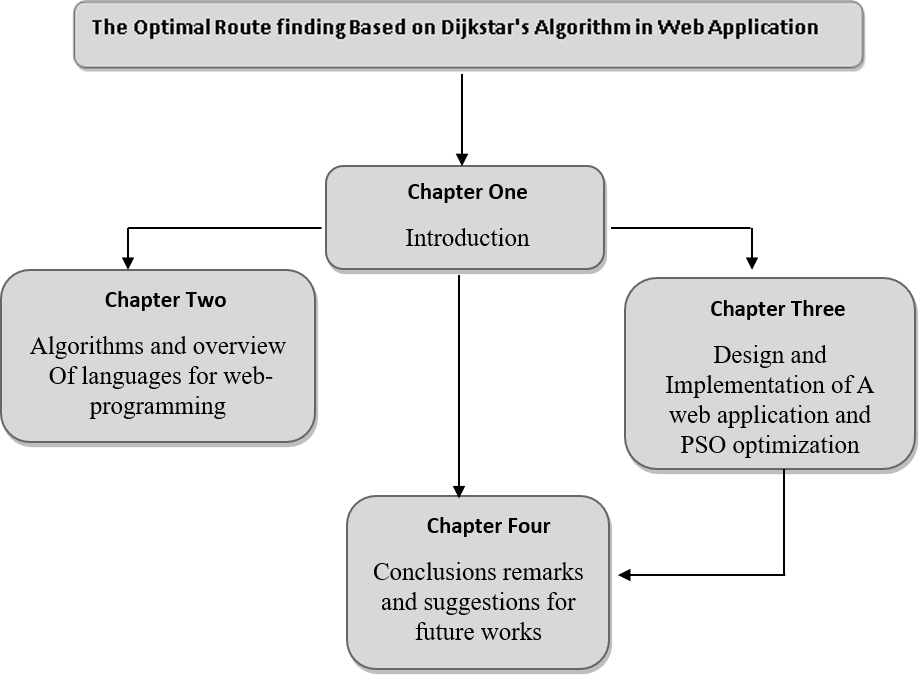 The Optimal Route finding Based on Dijkstar's Algorithm in Web Application
Chapter One
Introduction
Chapter Two
Algorithms and overview
Of languages for web-
programming
Chapter Three
Design and
Implementation of A
web application and
PSO optimization
Chapter Four
Conclusions remarks
and suggestions for
future works